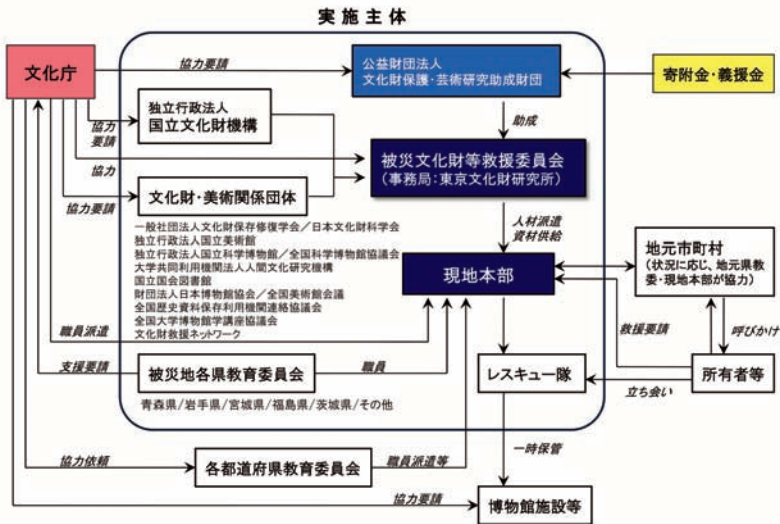 実施主体
文化庁
協力要請
公益財団法人
文化財保護・芸術研究助成財団
寄附金・義援金
独立行政法人
国立文化財機構
協力
要請
助成
被災文化財等救援委員会
(事務局:東京文化財研究所)
協力
文化財・美術関係団体
協力要請
一般社団法人文化財保存修復学会/日本文化財科学会
独立行政法人国立美術館
独立行政法人国立科学博物館/全国科学博物館協議会
大学共同利用機関法人人間文化研究機構
国立国会図書館
財団法人日本博物館協会/全国美術館会議
全国歴史資料保存利用機関連絡協議会
全国大学博物館学講座協議会
文化財救援ネットワーク
人材派遣
資材供給
現地本部
地元市町村
(状況に応じ、地元県教
委・現地本部が協力)
職員派遣
救援要請
呼びかけ
支援要請
被災地各県教育委員会
職員
レスキュー隊
所有者等
立ち会い
青森県/岩手県/宮城県/福島県/茨城県/その他
一時保管
協力依頼
各都道府県教育委員会
職員派遣等
協力要請
博物館施設等